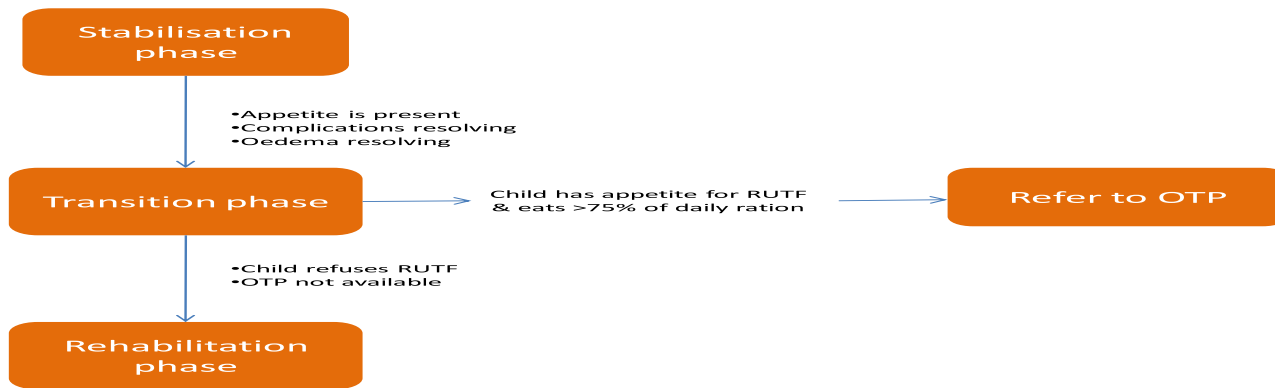 Stabilisation
phase
•Appetite is present
•Complications resolving
•Oedema resolving
Transition phase
Child has appetite for RUTF
& eats >75% of daily ration
Refer to OTP
•Child refuses RUTF
•OTP not available
Rehabilitation
phase